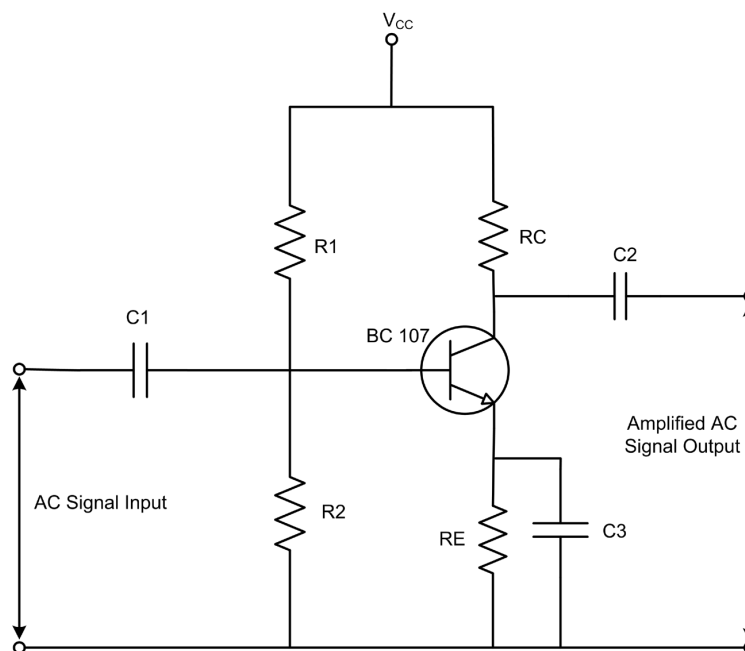 VCC
R1
RC
C2
C1
BC 107
Amplified AC
Signal Output
AC Signal Input
R2
RE
C3